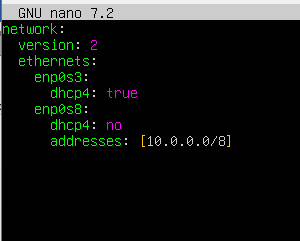 GNU nano 7.2
network:
  version: 2
  ethernets:
    enp0s3:
      dhcp4: true
    enp0s8:
      dhcp4: no
      addresses: [10.0.0.0/8]